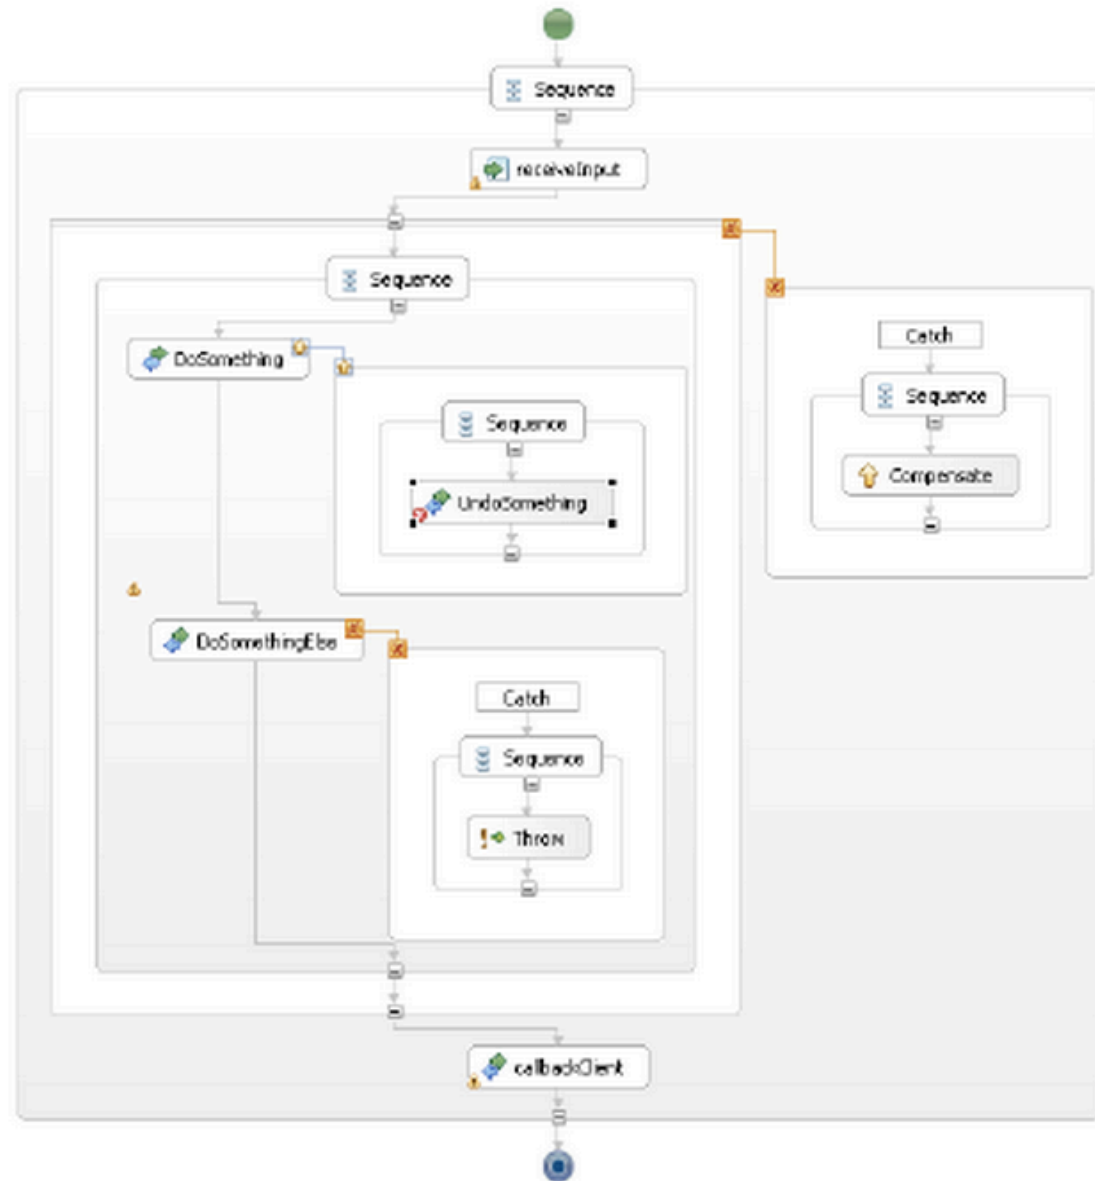 Sequence
receiveInput
Sequence
Catch
DoSomething
Sequence
Sequence
Compensate
UndoSomething
DoSomethingElse
Catch
Sequence
Throw
callbackClient